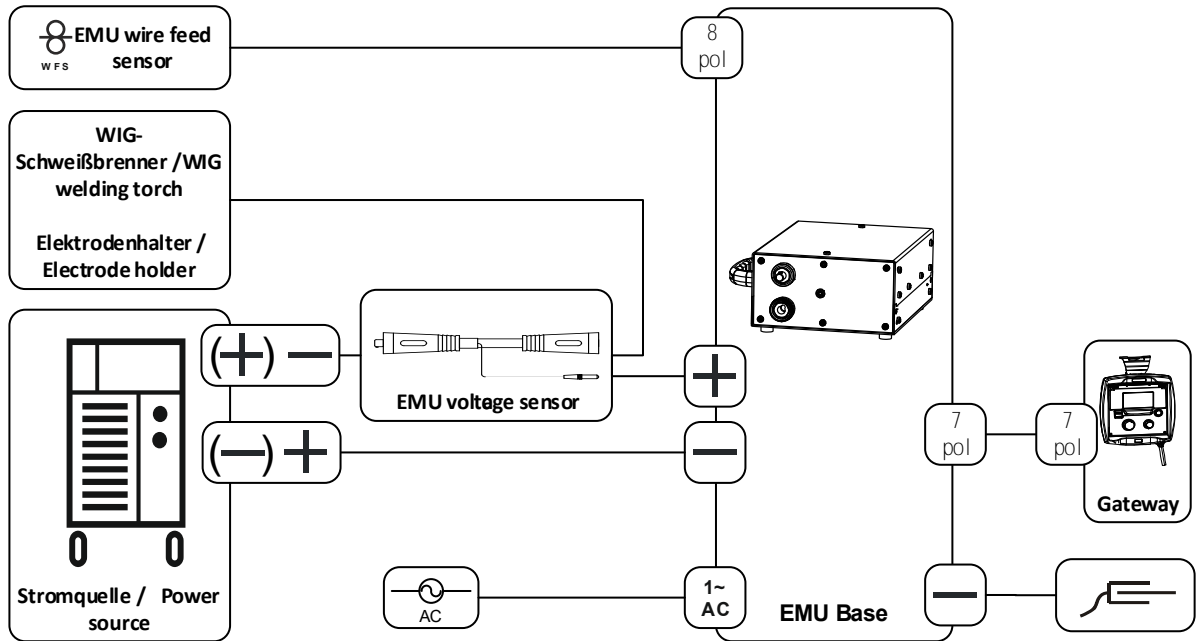 EMU wire feed
sensor
WFS
8
pol
WIG-
Schweißbrenner /WIG
welding torch
Elektrodenhalter /
Electrode holder
(+) −
EMU voltage sensor
+
(−) +
−
7
pol
7
pol
Gateway
Stromquelle / Power
source
AC
1~
AC
EMU Base
−